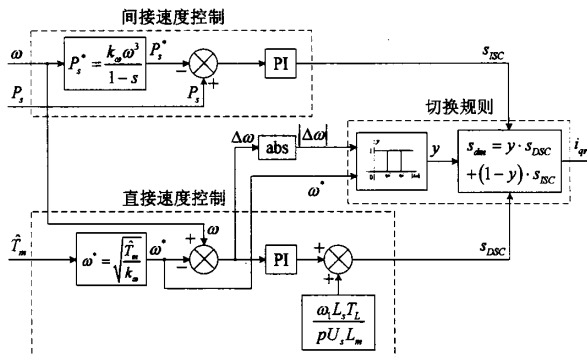 间接速度控制
ω
P_s^* = k_ω ω^3 / (1 − s)
P_s^*
−
+
PI
s_ISC
P_s
P_s
切换规则
Δω
abs
|Δω|
y
s_dm = y · s_DSC + (1 − y) · s_ISC
i_qr
ω^*
直接速度控制
ω
T̂_m
ω^* = √(T̂_m / k_ω)
ω^*
+
−
PI
+
+
s_DSC
ω_1 L_s T_L / (p U_s L_m)